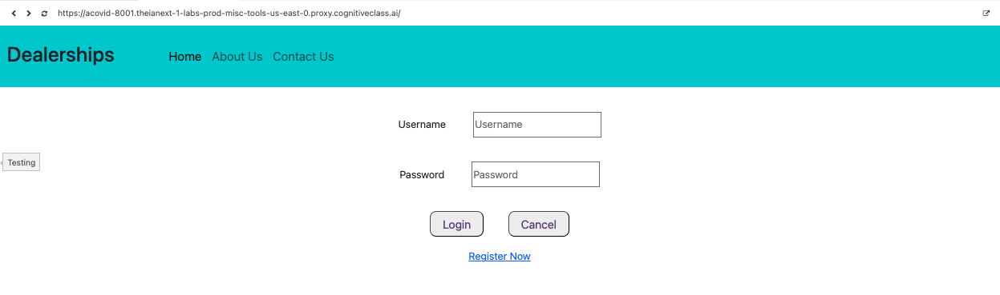 https://acovid-8001.theianext-1-labs-prod-misc-tools-us-east-0.proxy.cognitiveclass.ai/
Dealerships Home About Us Contact Us
Username Username
Testing
Password Password
Login Cancel
Register Now